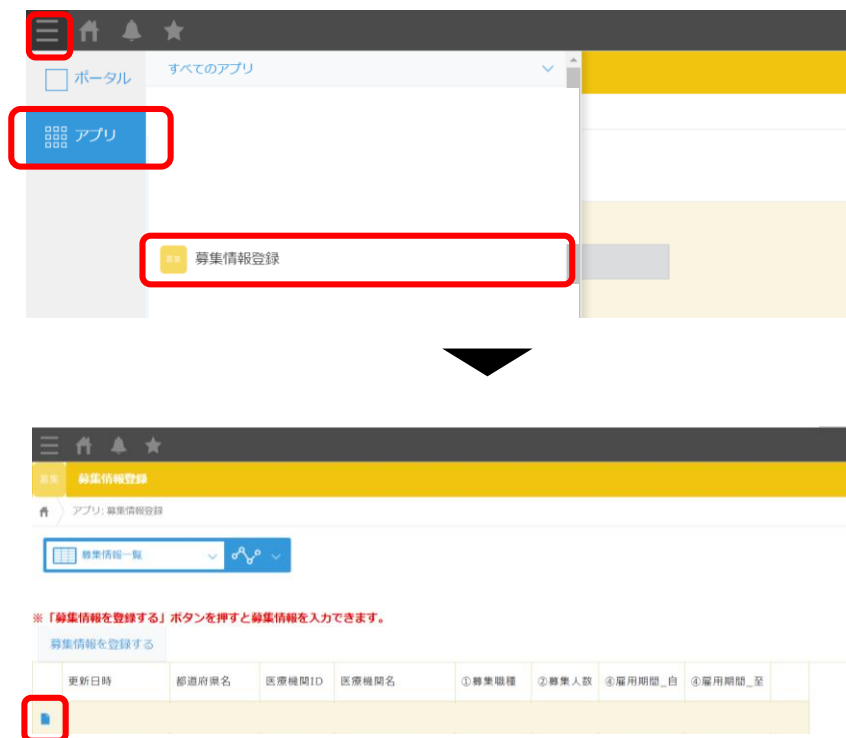 ポータル
すべてのアプリ
アプリ
募集
募集情報登録
募集
募集情報登録
アプリ: 募集情報登録
募集情報一覧
※「募集情報を登録する」ボタンを押すと募集情報を入力できます。
募集情報を登録する
更新日時 都道府県名 医療機関ID 医療機関名 ①募集職種 ②募集人数 ④雇用期間_自 ④雇用期間_至